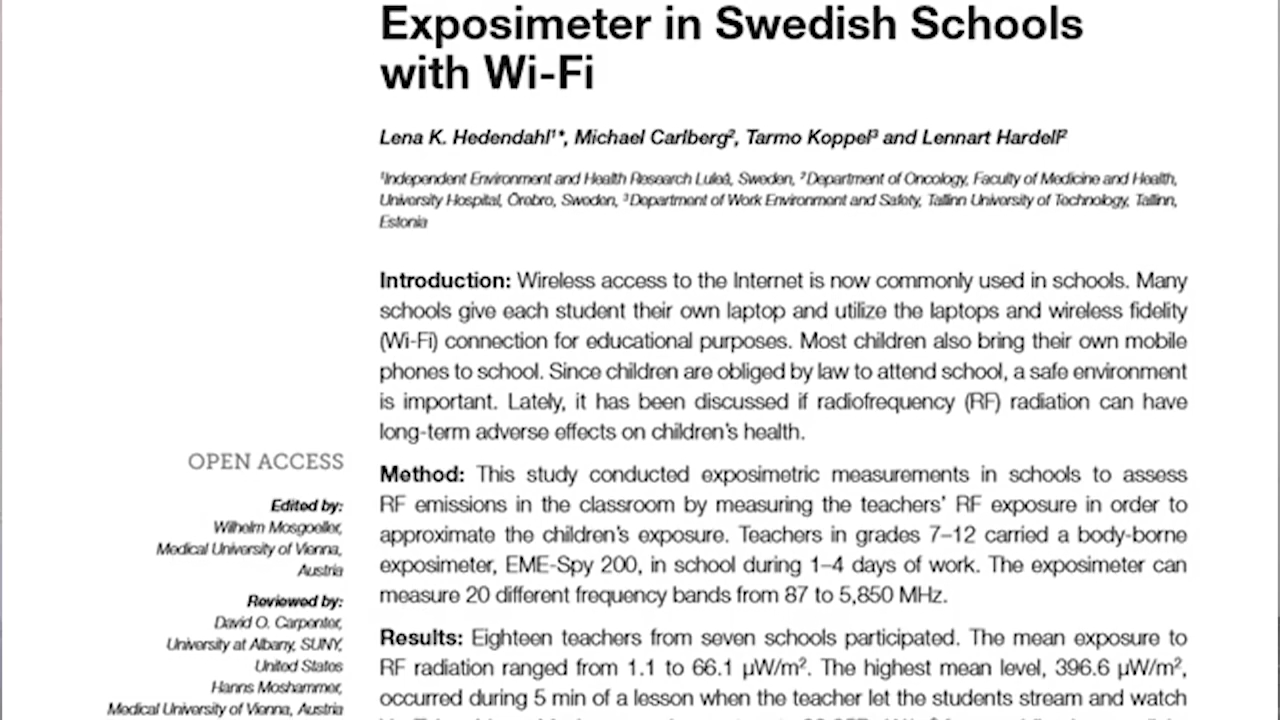 Exposimeter in Swedish Schools
with Wi-Fi
Lena K. Hedendahl¹*, Michael Carlberg², Tarmo Koppel³ and Lennart Hardell²
¹Independent Environment and Health Research Luleå, Sweden, ²Department of Oncology, Faculty of Medicine and Health,
University Hospital, Örebro, Sweden, ³Department of Work Environment and Safety, Tallinn University of Technology, Tallinn,
Estonia
Introduction: Wireless access to the Internet is now commonly used in schools. Many
schools give each student their own laptop and utilize the laptops and wireless fidelity
(Wi-Fi) connection for educational purposes. Most children also bring their own mobile
phones to school. Since children are obliged by law to attend school, a safe environment
is important. Lately, it has been discussed if radiofrequency (RF) radiation can have
long-term adverse effects on children's health.
Method: This study conducted exposimetric measurements in schools to assess
RF emissions in the classroom by measuring the teachers' RF exposure in order to
approximate the children's exposure. Teachers in grades 7–12 carried a body-borne
exposimeter, EME-Spy 200, in school during 1–4 days of work. The exposimeter can
measure 20 different frequency bands from 87 to 5,850 MHz.
Results: Eighteen teachers from seven schools participated. The mean exposure to
RF radiation ranged from 1.1 to 66.1 µW/m². The highest mean level, 396.6 µW/m²,
occurred during 5 min of a lesson when the teacher let the students stream and watch
OPEN ACCESS
Edited by:
Wilhelm Mosgoeller,
Medical University of Vienna,
Austria
Reviewed by:
David O. Carpenter,
University at Albany, SUNY,
United States
Hanns Moshammer,
Medical University of Vienna, Austria